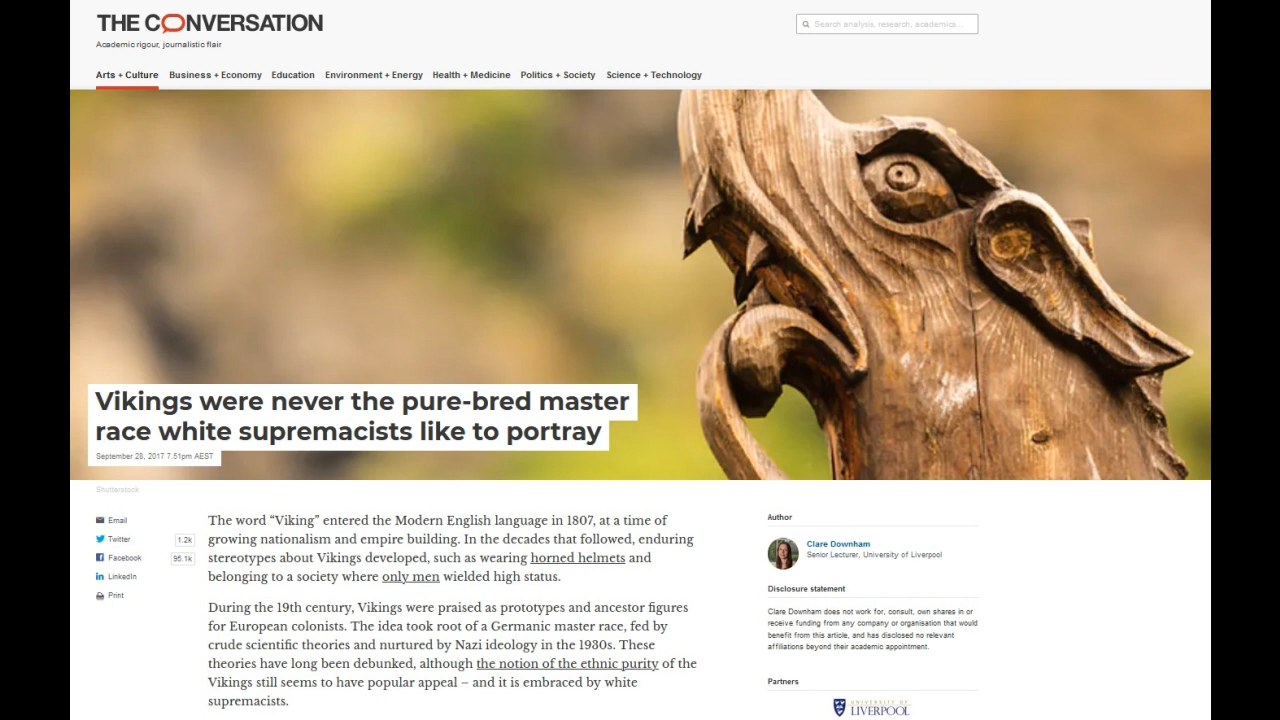 THE CONVERSATION
Academic rigour, journalistic flair
Search analysis, research, academics...
Arts + Culture Business + Economy Education Environment + Energy Health + Medicine Politics + Society Science + Technology
Vikings were never the pure-bred master
race white supremacists like to portray
September 28, 2017 7.51pm AEST
Shutterstock
Email
Twitter 1.2k
Facebook 95.1k
LinkedIn
Print
The word “Viking” entered the Modern English language in 1807, at a time of
growing nationalism and empire building. In the decades that followed, enduring
stereotypes about Vikings developed, such as wearing horned helmets and
belonging to a society where only men wielded high status.
During the 19th century, Vikings were praised as prototypes and ancestor figures
for European colonists. The idea took root of a Germanic master race, fed by
crude scientific theories and nurtured by Nazi ideology in the 1930s. These
theories have long been debunked, although the notion of the ethnic purity of the
Vikings still seems to have popular appeal – and it is embraced by white
supremacists.
Author
Clare Downham
Senior Lecturer, University of Liverpool
Disclosure statement
Clare Downham does not work for, consult, own shares in or
receive funding from any company or organisation that would
benefit from this article, and has disclosed no relevant
affiliations beyond their academic appointment.
Partners
UNIVERSITY OF
LIVERPOOL